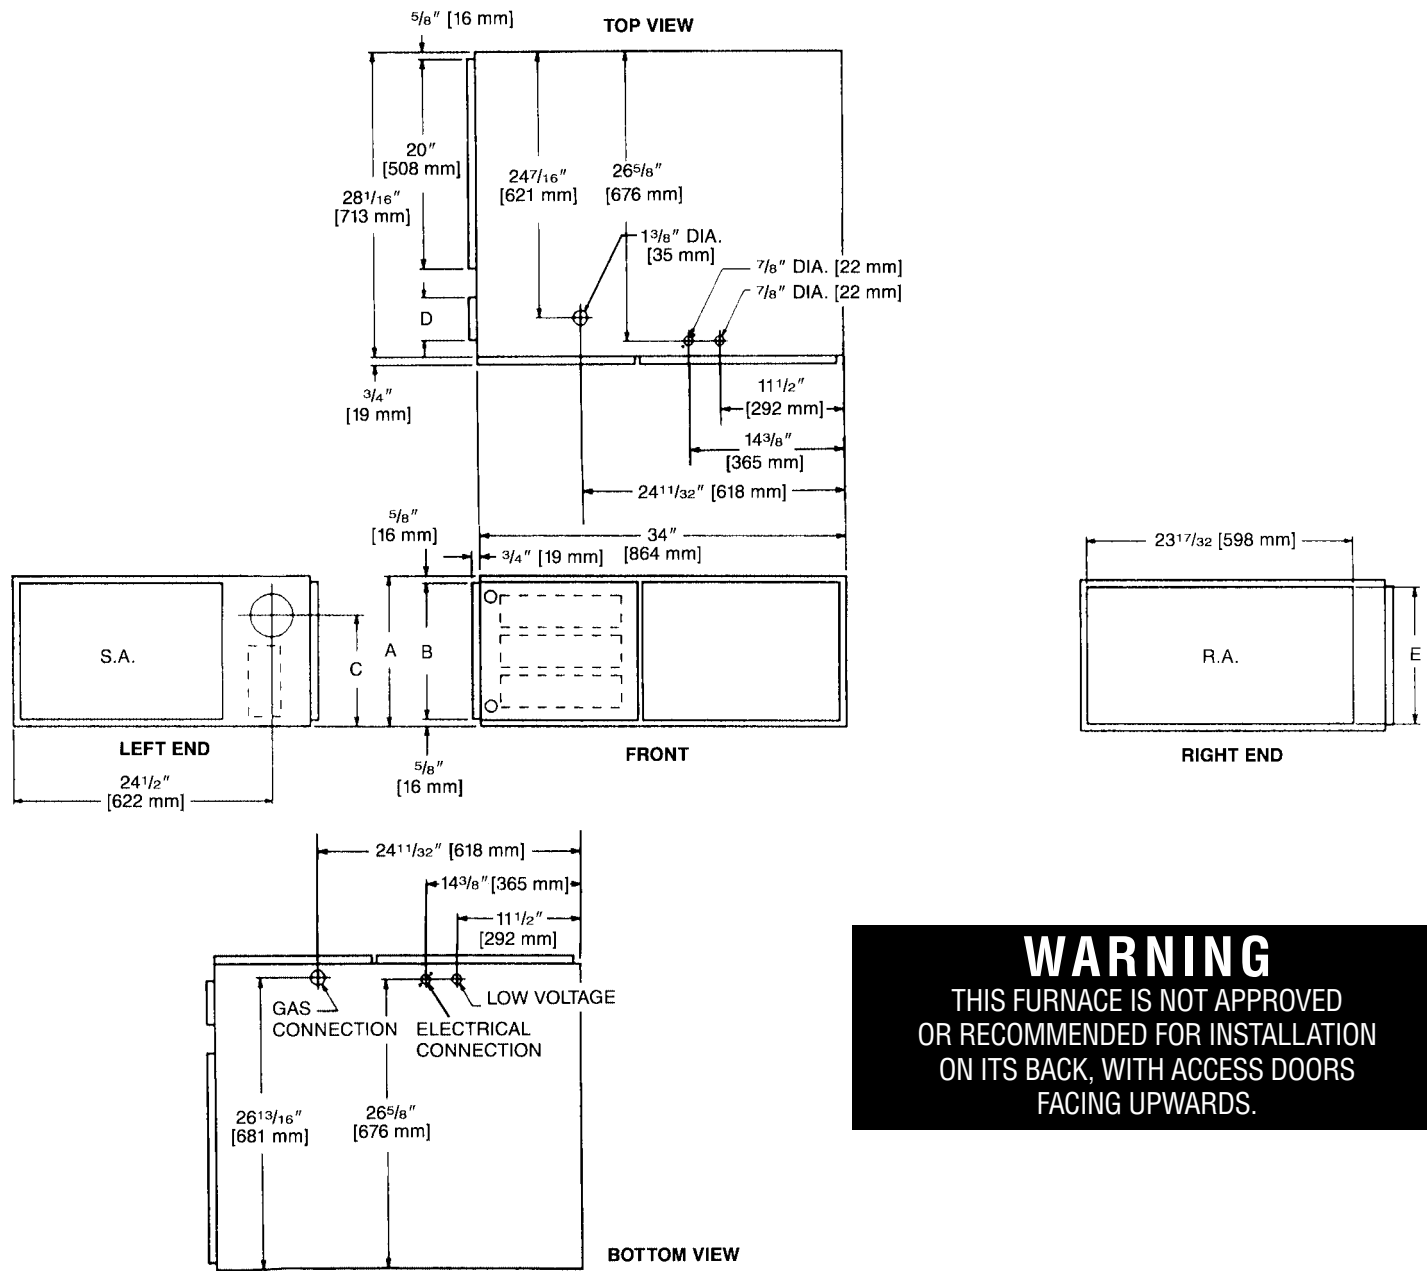 5/8" [16 mm]
TOP VIEW
20"
[508 mm]
28 1/16"
[713 mm]
24 7/16"
[621 mm]
26 5/8"
[676 mm]
1 3/8" DIA.
[35 mm]
7/8" DIA. [22 mm]
7/8" DIA. [22 mm]
D
3/4"
[19 mm]
11 1/2"
[292 mm]
14 3/8"
[365 mm]
24 11/32" [618 mm]
5/8"
[16 mm]
34"
[864 mm]
3/4" [19 mm]
23 17/32 [598 mm]
S.A.
C
A
B
R.A.
E
LEFT END
FRONT
RIGHT END
24 1/2"
[622 mm]
5/8"
[16 mm]
24 11/32" [618 mm]
14 3/8" [365 mm]
11 1/2"
[292 mm]
GAS
CONNECTION
LOW VOLTAGE
ELECTRICAL
CONNECTION
26 13/16"
[681 mm]
26 5/8"
[676 mm]
BOTTOM VIEW
WARNING
THIS FURNACE IS NOT APPROVED
OR RECOMMENDED FOR INSTALLATION
ON ITS BACK, WITH ACCESS DOORS
FACING UPWARDS.